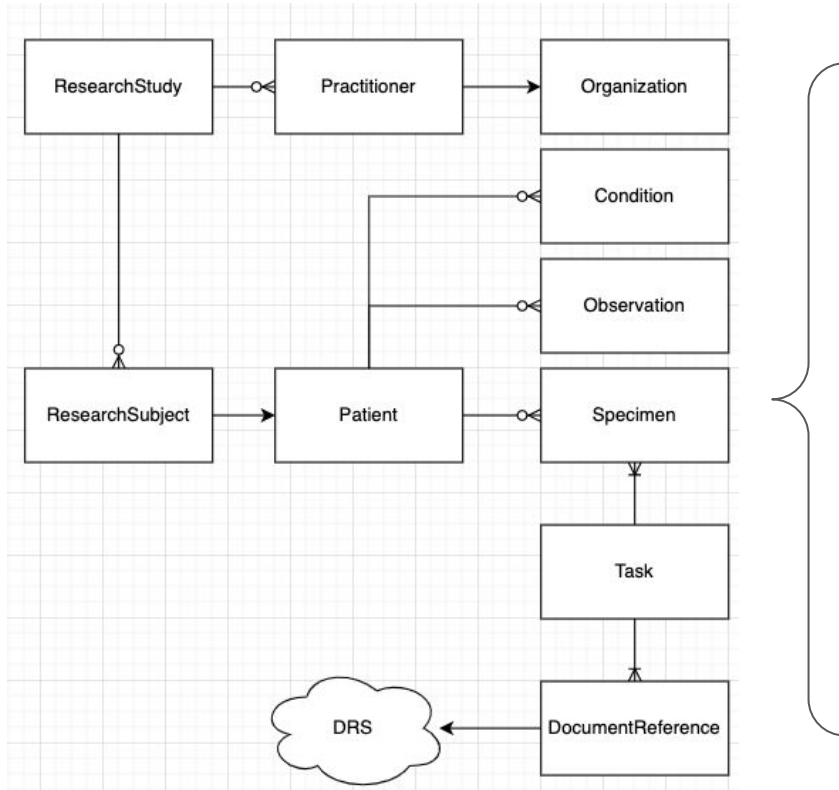 ResearchStudy
Practitioner
Organization
Condition
Observation
ResearchSubject
Patient
Specimen
Task
DRS
DocumentReference